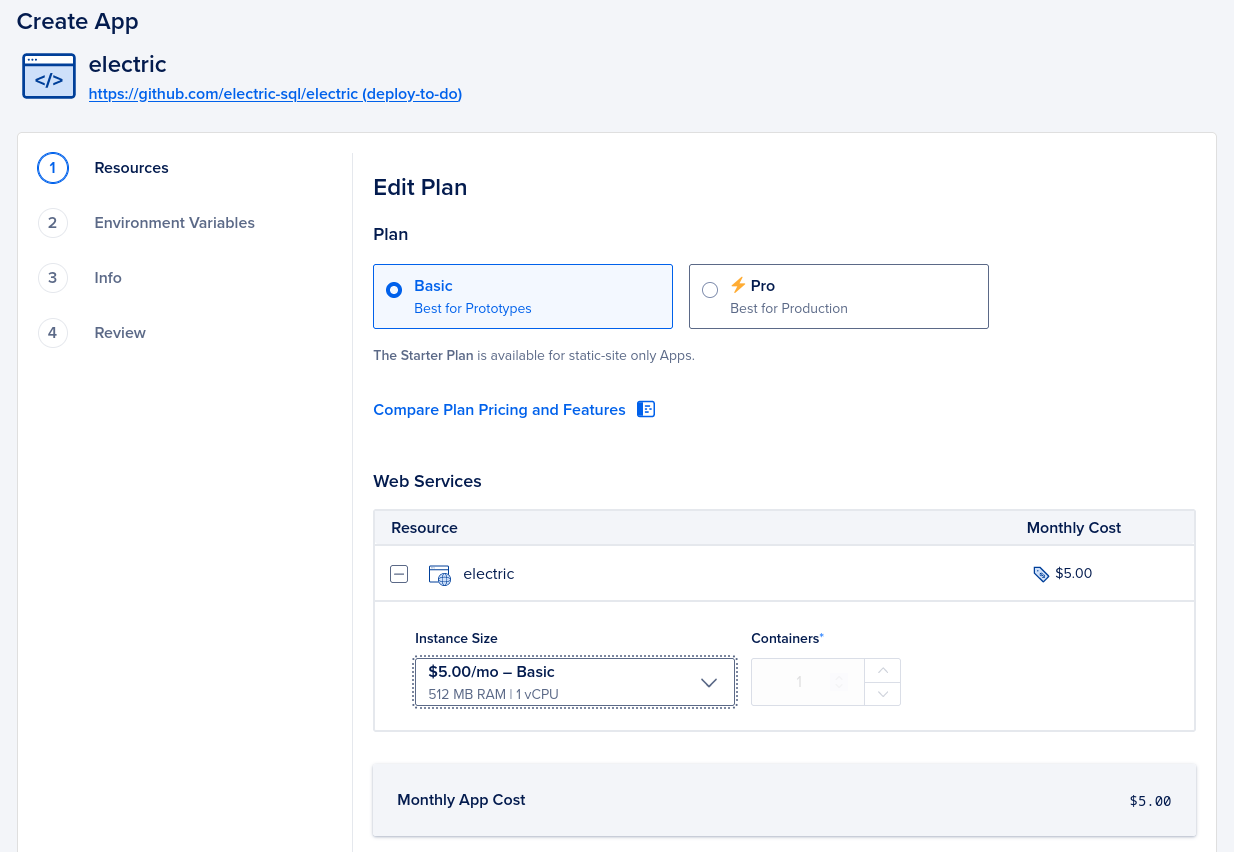 Create App
</>
electric
https://github.com/electric-sql/electric (deploy-to-do)
1 Resources
2 Environment Variables
3 Info
4 Review
Edit Plan
Plan
Basic
Best for Prototypes
⚡ Pro
Best for Production
The Starter Plan is available for static-site only Apps.
Compare Plan Pricing and Features
Web Services
Resource Monthly Cost
electric $5.00
Instance Size Containers*
$5.00/mo – Basic
512 MB RAM | 1 vCPU
1
Monthly App Cost $5.00